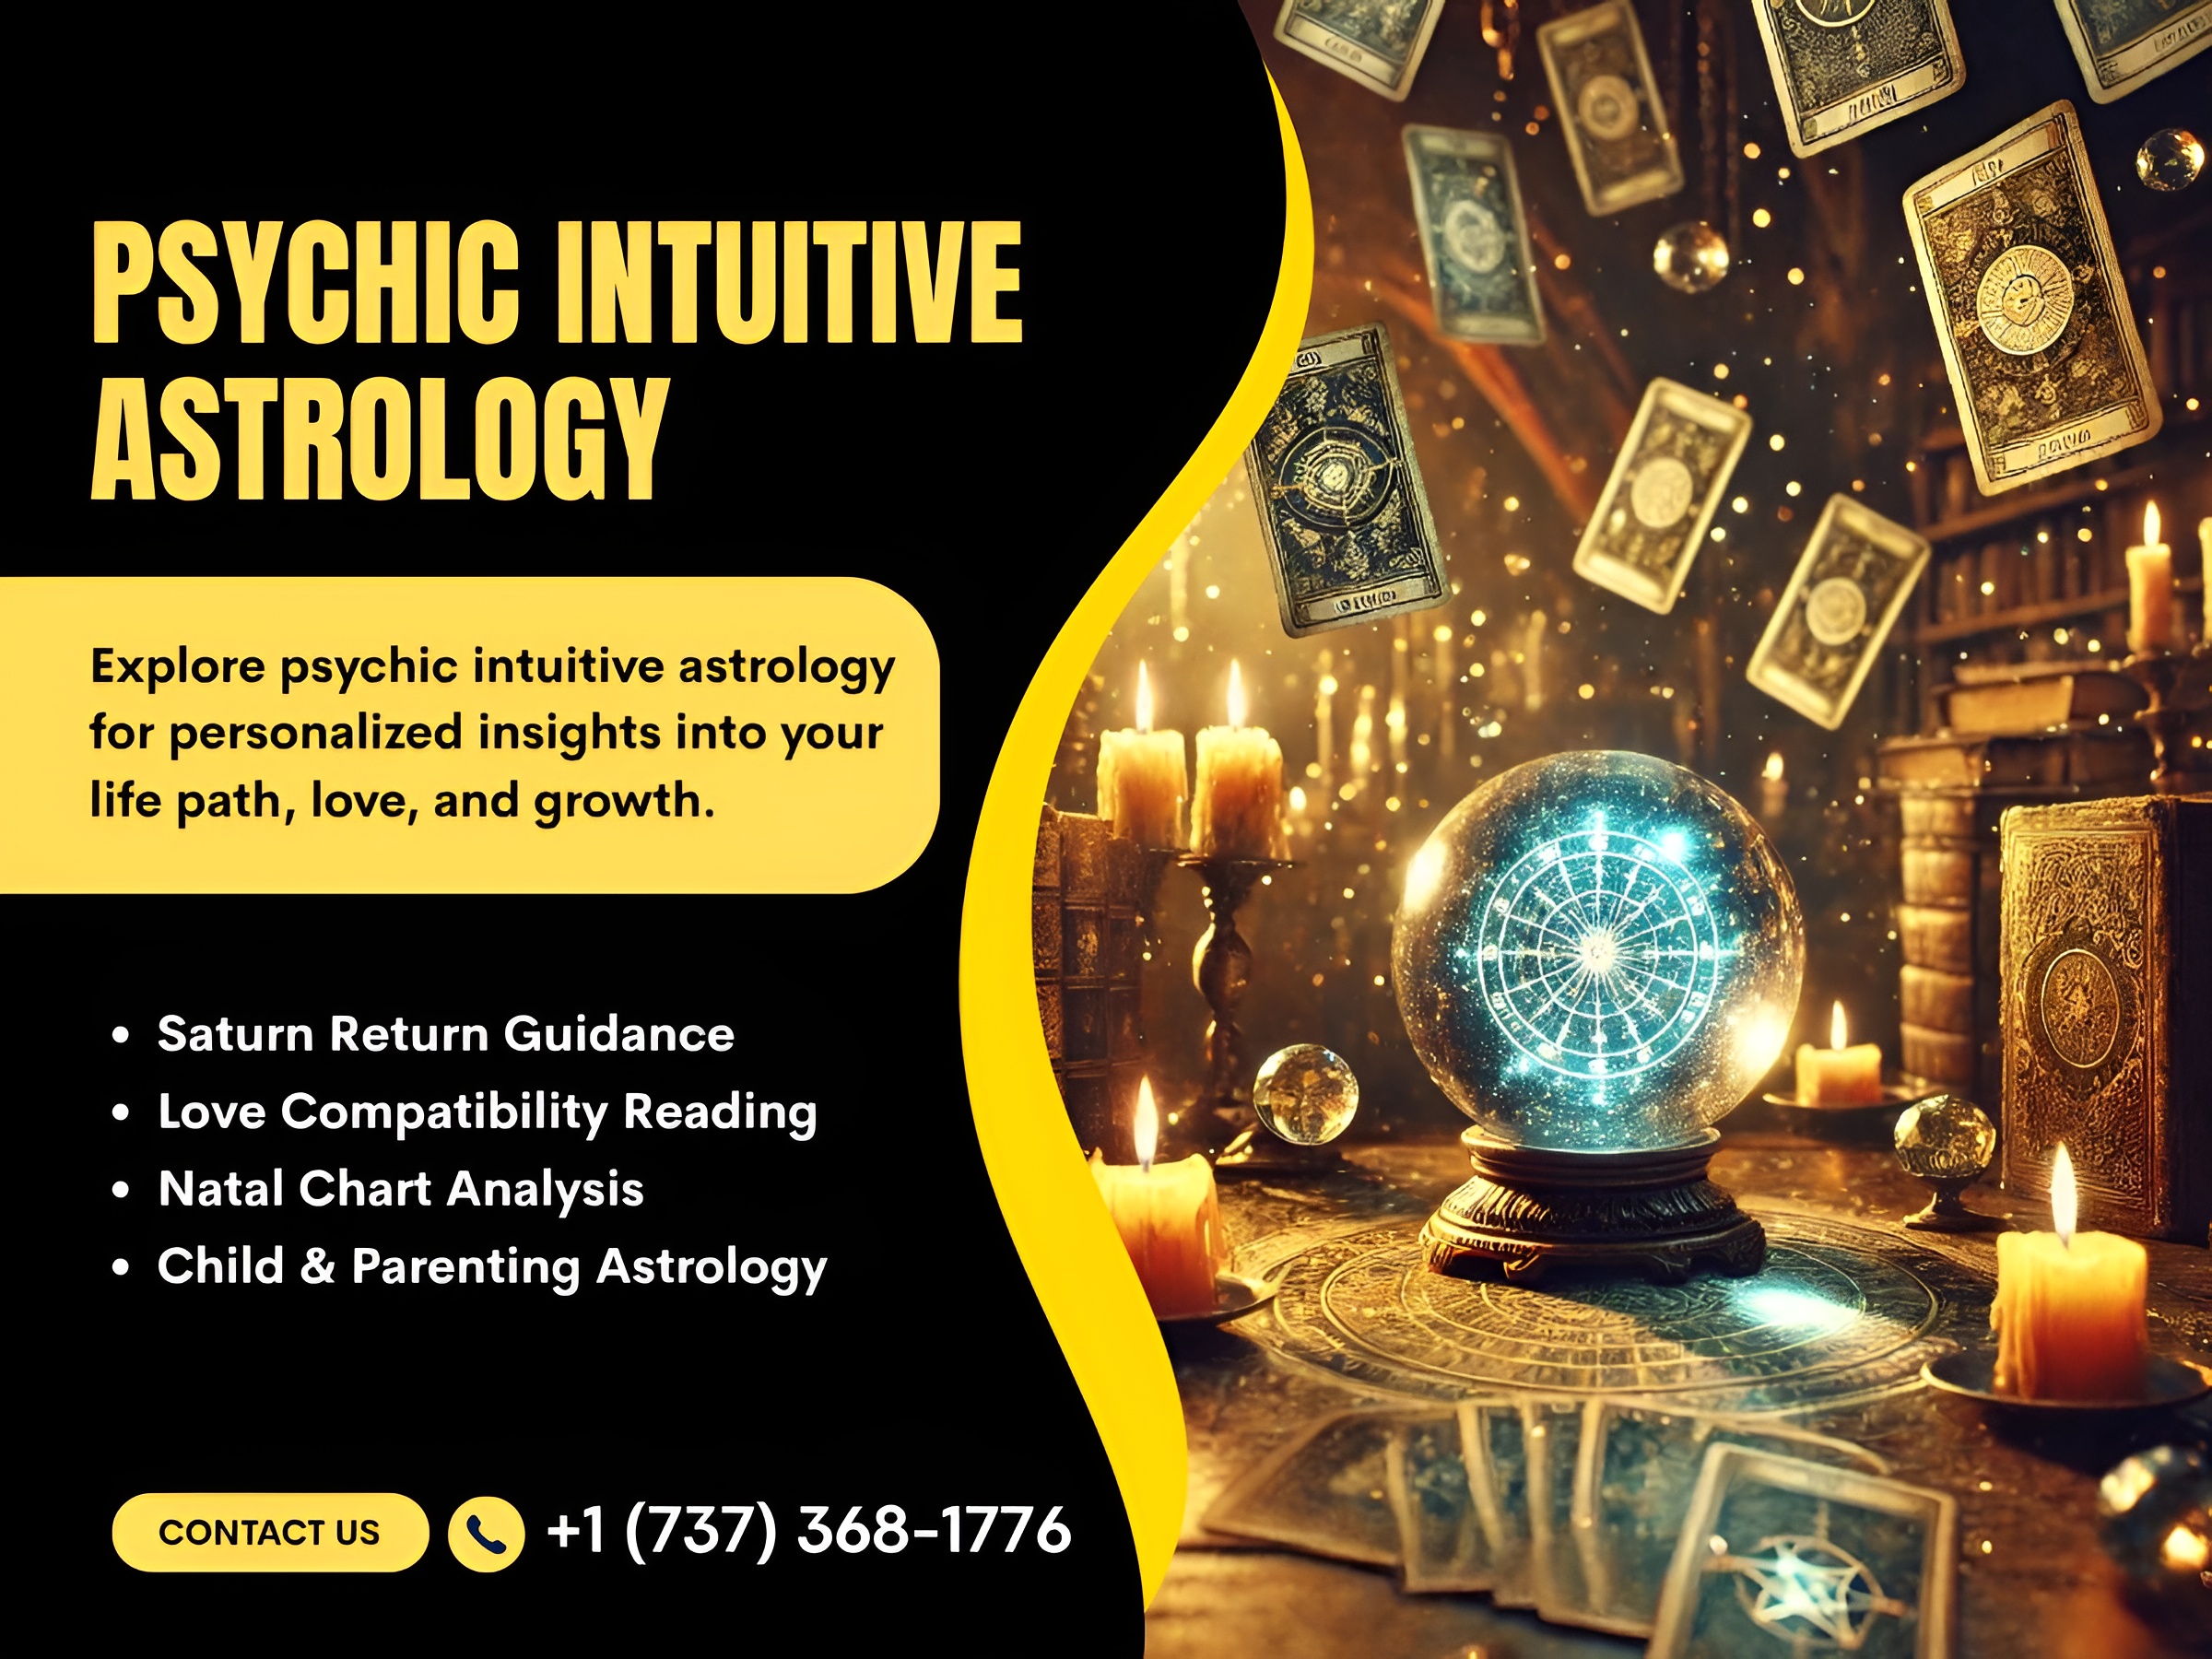 PSYCHIC INTUITIVE
ASTROLOGY
Explore psychic intuitive astrology
for personalized insights into your
life path, love, and growth.
• Saturn Return Guidance
• Love Compatibility Reading
• Natal Chart Analysis
• Child & Parenting Astrology
CONTACT US +1 (737) 368-1776